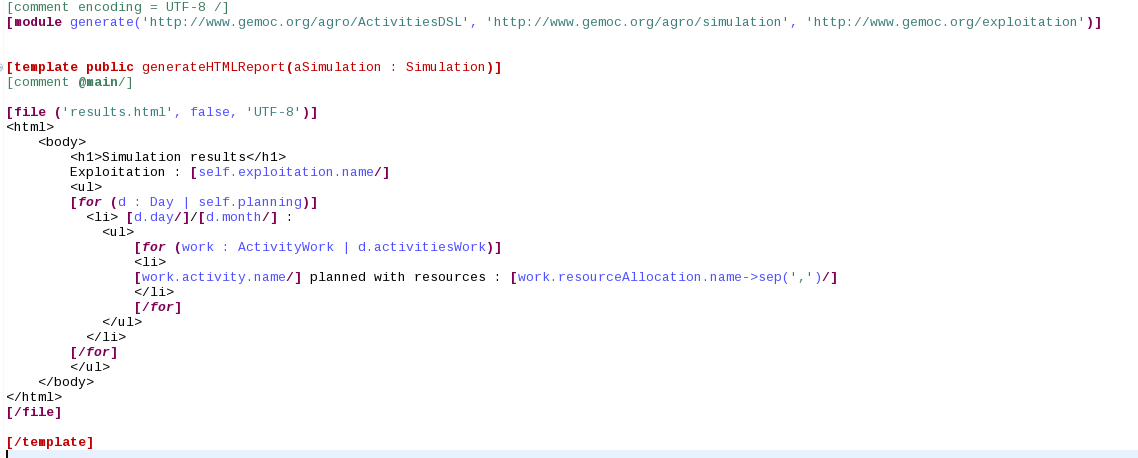 [comment encoding = UTF-8 /]
[module generate('http://www.gemoc.org/agro/ActivitiesDSL', 'http://www.gemoc.org/agro/simulation', 'http://www.gemoc.org/exploitation')]
[template public generateHTMLReport(aSimulation : Simulation)]
[comment @main/]
[file ('results.html', false, 'UTF-8')]
<html>
    <body>
        <h1>Simulation results</h1>
        Exploitation : [self.exploitation.name/]
        <ul>
        [for (d : Day | self.planning)]
          <li> [d.day/]/[d.month/] :
            <ul>
                [for (work : ActivityWork | d.activitiesWork)]
                <li>
                [work.activity.name/] planned with resources : [work.resourceAllocation.name->sep(',')/]
                </li>
                [/for]
            </ul>
          </li>
        [/for]
        </ul>
    </body>
</html>
[/file]
[/template]